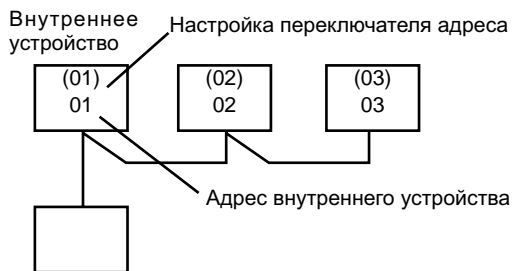 Внутреннее
устройство
Настройка переключателя адреса
(01)
01
(02)
02
(03)
03
Адрес внутреннего устройства